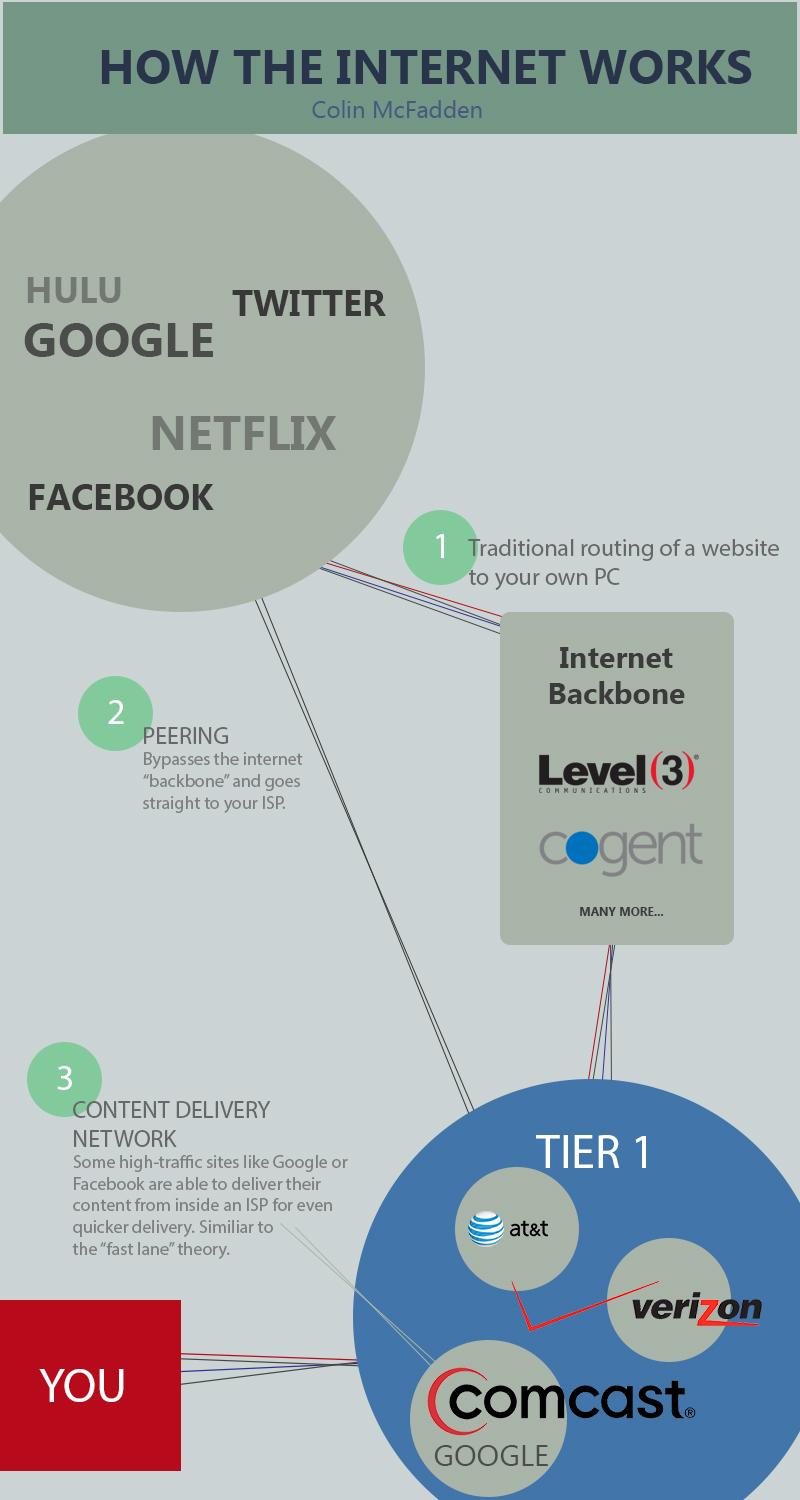 HOW THE INTERNET WORKS
Colin McFadden
HULU
TWITTER
GOOGLE
NETFLIX
FACEBOOK
1
Traditional routing of a website
to your own PC
Internet
Backbone
Level(3)®
COMMUNICATIONS
cogent
MANY MORE...
2
PEERING
Bypasses the internet
“backbone” and goes
straight to your ISP.
3
CONTENT DELIVERY
NETWORK
Some high-traffic sites like Google or
Facebook are able to deliver their
content from inside an ISP for even
quicker delivery. Similiar to
the “fast lane” theory.
TIER 1
at&t
verizon
comcast®
GOOGLE
YOU